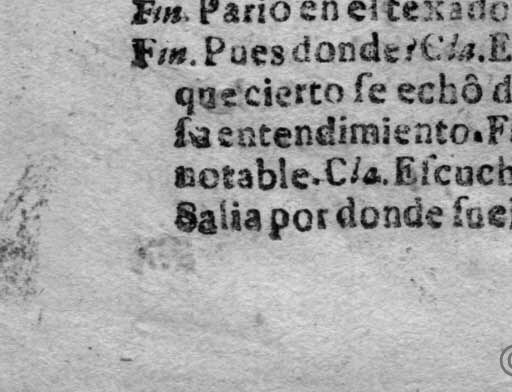 Fin. Pario en el texado
Fin. Pues donde? Cla. E
que cierto ſe echô d
ſu entendimiento. F
notable. Cla. Eſcuch
Salia por donde ſue
©